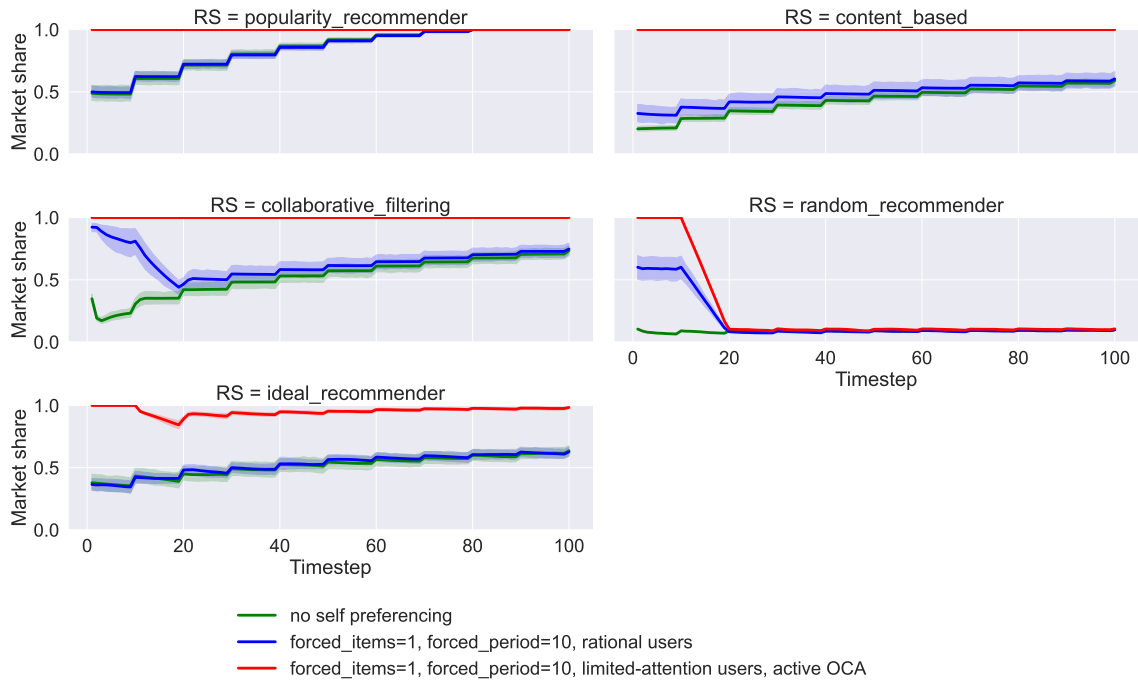 RS = popularity_recommender
RS = content_based
Market share
1.0
0.5
0.0
RS = collaborative_filtering
RS = random_recommender
Market share
1.0
0.5
0.0
0 20 40 60 80 100
Timestep
RS = ideal_recommender
Market share
1.0
0.5
0.0
0 20 40 60 80 100
Timestep
no self preferencing
forced_items=1, forced_period=10, rational users
forced_items=1, forced_period=10, limited-attention users, active OCA